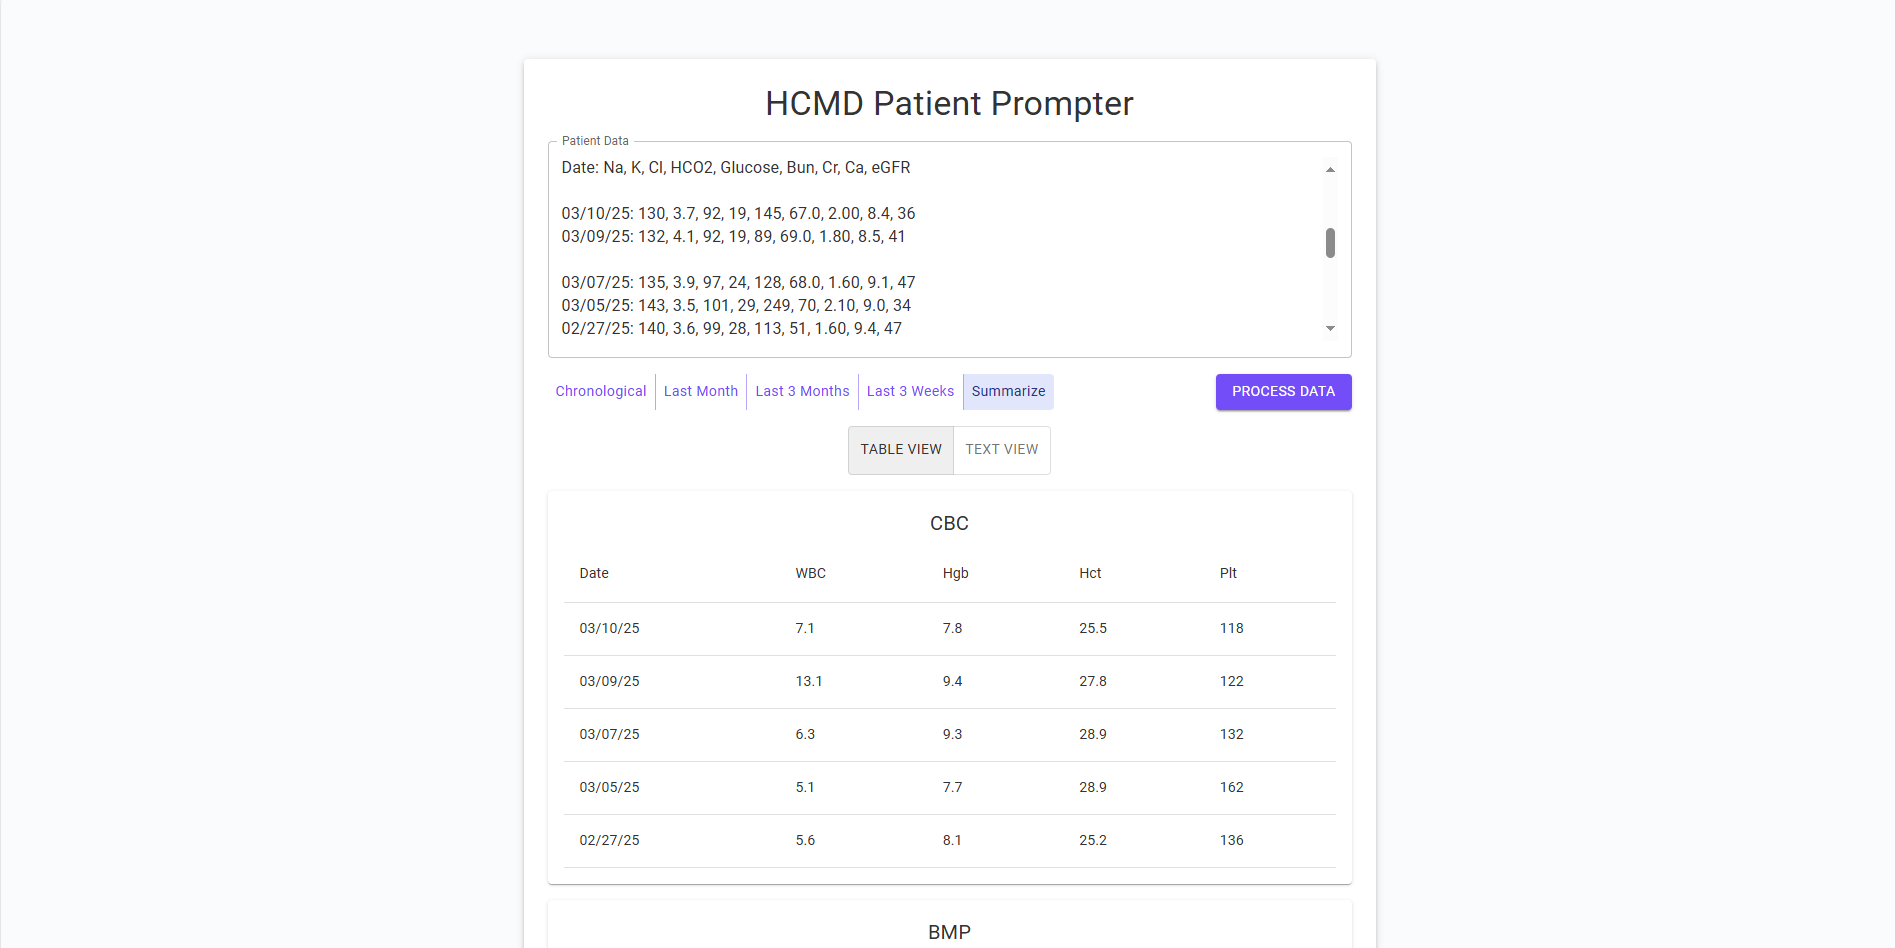 HCMD Patient Prompter
Patient Data
Date: Na, K, Cl, HCO2, Glucose, Bun, Cr, Ca, eGFR
03/10/25: 130, 3.7, 92, 19, 145, 67.0, 2.00, 8.4, 36
03/09/25: 132, 4.1, 92, 19, 89, 69.0, 1.80, 8.5, 41
03/07/25: 135, 3.9, 97, 24, 128, 68.0, 1.60, 9.1, 47
03/05/25: 143, 3.5, 101, 29, 249, 70, 2.10, 9.0, 34
02/27/25: 140, 3.6, 99, 28, 113, 51, 1.60, 9.4, 47
Chronological Last Month Last 3 Months Last 3 Weeks Summarize PROCESS DATA
TABLE VIEW TEXT VIEW
CBC
Date WBC Hgb Hct Plt
03/10/25 7.1 7.8 25.5 118
03/09/25 13.1 9.4 27.8 122
03/07/25 6.3 9.3 28.9 132
03/05/25 5.1 7.7 28.9 162
02/27/25 5.6 8.1 25.2 136
BMP